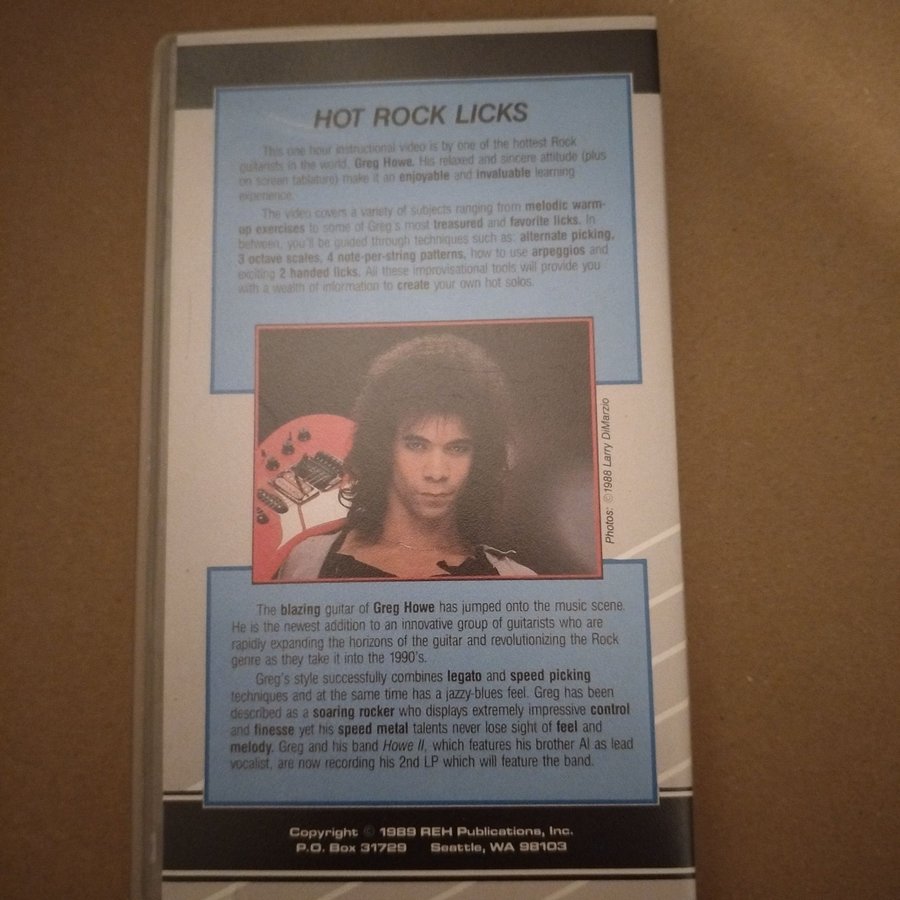 HOT ROCK LICKS
This one hour instructional video is by one of the hottest Rock
guitarists in the world, Greg Howe. His relaxed and sincere attitude (plus
on screen tablature) make it an enjoyable and invaluable learning
experience.
The video covers a variety of subjects ranging from melodic warm-
up exercises to some of Greg's most treasured and favorite licks. In
between, you'll be guided through techniques such as: alternate picking,
3 octave scales, 4 note-per-string patterns, how to use arpeggios and
exciting 2 handed licks. All these improvisational tools will provide you
with a wealth of information to create your own hot solos.
Photos: ©1988 Larry DiMarzio
The blazing guitar of Greg Howe has jumped onto the music scene.
He is the newest addition to an innovative group of guitarists who are
rapidly expanding the horizons of the guitar and revolutionizing the Rock
genre as they take it into the 1990's.
Greg's style successfully combines legato and speed picking
techniques and at the same time has a jazzy-blues feel. Greg has been
described as a soaring rocker who displays extremely impressive control
and finesse yet his speed metal talents never lose sight of feel and
melody. Greg and his band Howe II, which features his brother Al as lead
vocalist, are now recording his 2nd LP which will feature the band.
Copyright © 1989 REH Publications, Inc.
P.O. Box 31729 Seattle, WA 98103